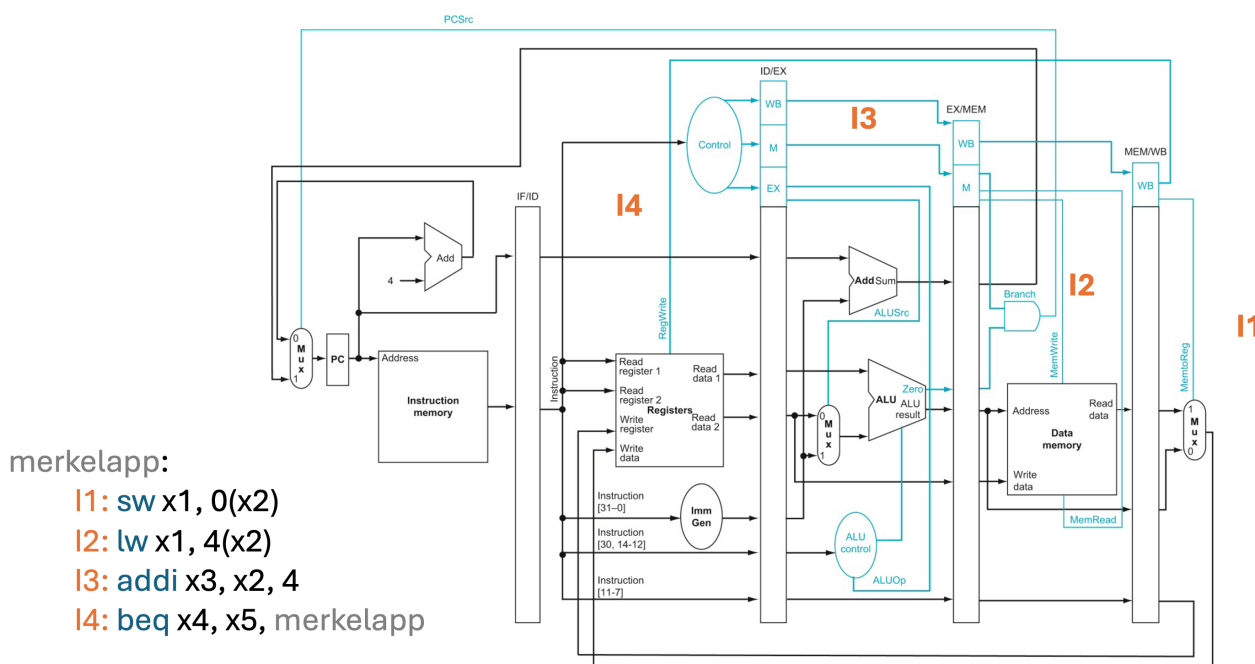 PCSrc
ID/EX
WB
I3
EX/MEM
Control
M
WB
MEM/WB
EX
M
WB
IF/ID
I4
Add
4
Add Sum
I2
Branch
ALUSrc
RegWrite
MemWrite
I1
MemtoReg
0
M
u
x
1
PC
Address
Instruction
memory
Instruction
Read
register 1
Read
data 1
Read
register 2
Registers
Write
register
Read
data 2
Write
data
0
M
u
x
1
Zero
ALU
ALU
result
Address
Read
data
Data
memory
Write
data
1
M
u
x
0
MemRead
Instruction
[31–0]
Imm
Gen
Instruction
[30, 14-12]
ALU
control
ALUOp
Instruction
[11-7]
merkelapp:
I1: sw x1, 0(x2)
I2: lw x1, 4(x2)
I3: addi x3, x2, 4
I4: beq x4, x5, merkelapp